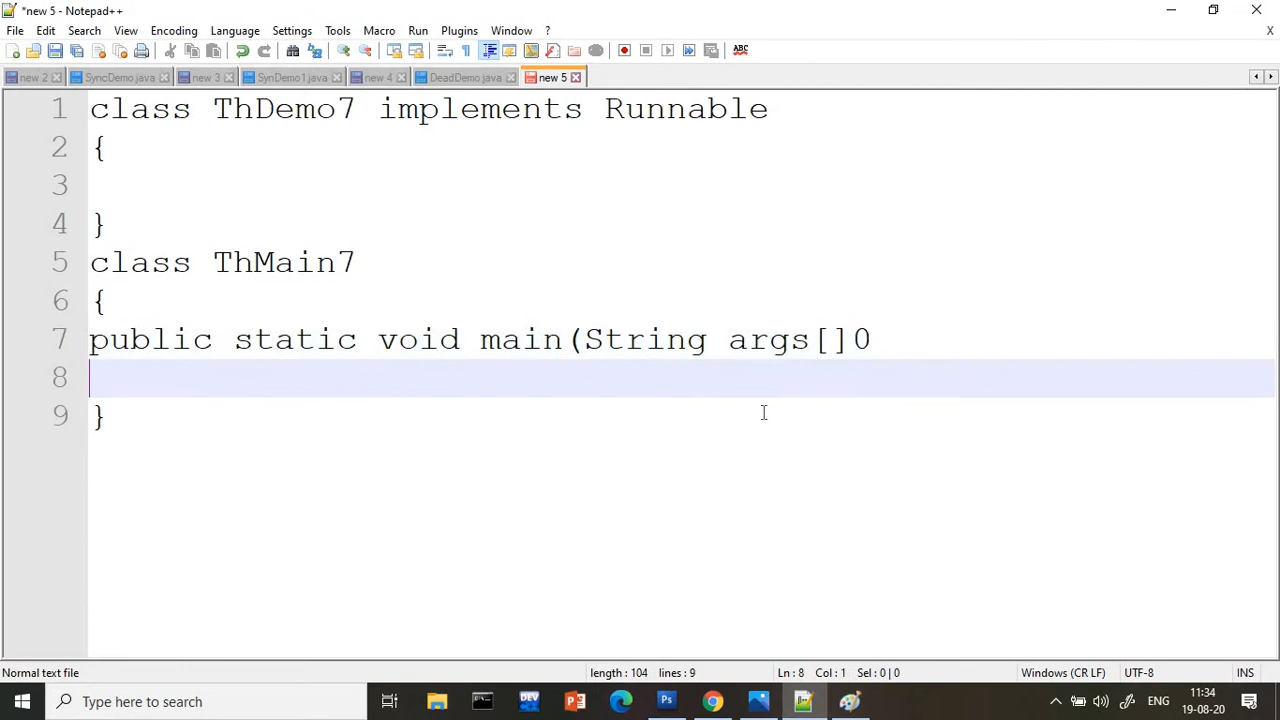 *new 5 - Notepad++
File Edit Search View Encoding Language Settings Tools Macro Run Plugins Window ? X
ABC
new 2 SyncDemo.java new 3 SynDemo1.java new 4 DeadDemo.java new 5
1 class ThDemo7 implements Runnable
2 {
3
4 }
5 class ThMain7
6 {
7 public static void main(String args[]0
8
9 }
Normal text file length : 104 lines : 9 Ln : 8 Col : 1 Sel : 0 | 0 Windows (CR LF) UTF-8 INS
Type here to search DEV ENG 11:34
19-08-20